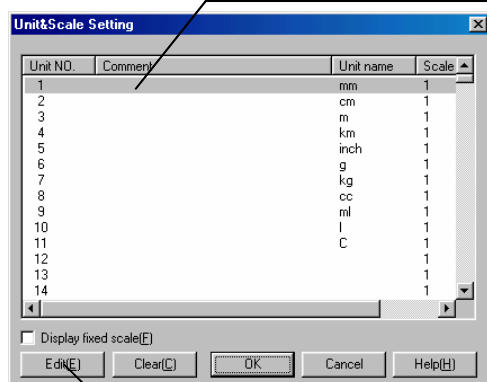 Unit&Scale Setting
Unit NO. Comment Unit name Scale
1 mm 1
2 cm 1
3 m 1
4 km 1
5 inch 1
6 g 1
7 kg 1
8 cc 1
9 ml 1
10 l 1
11 C 1
12 1
13 1
14 1
Display fixed scale(F)
Edit(E) Clear(C) OK Cancel Help(H)